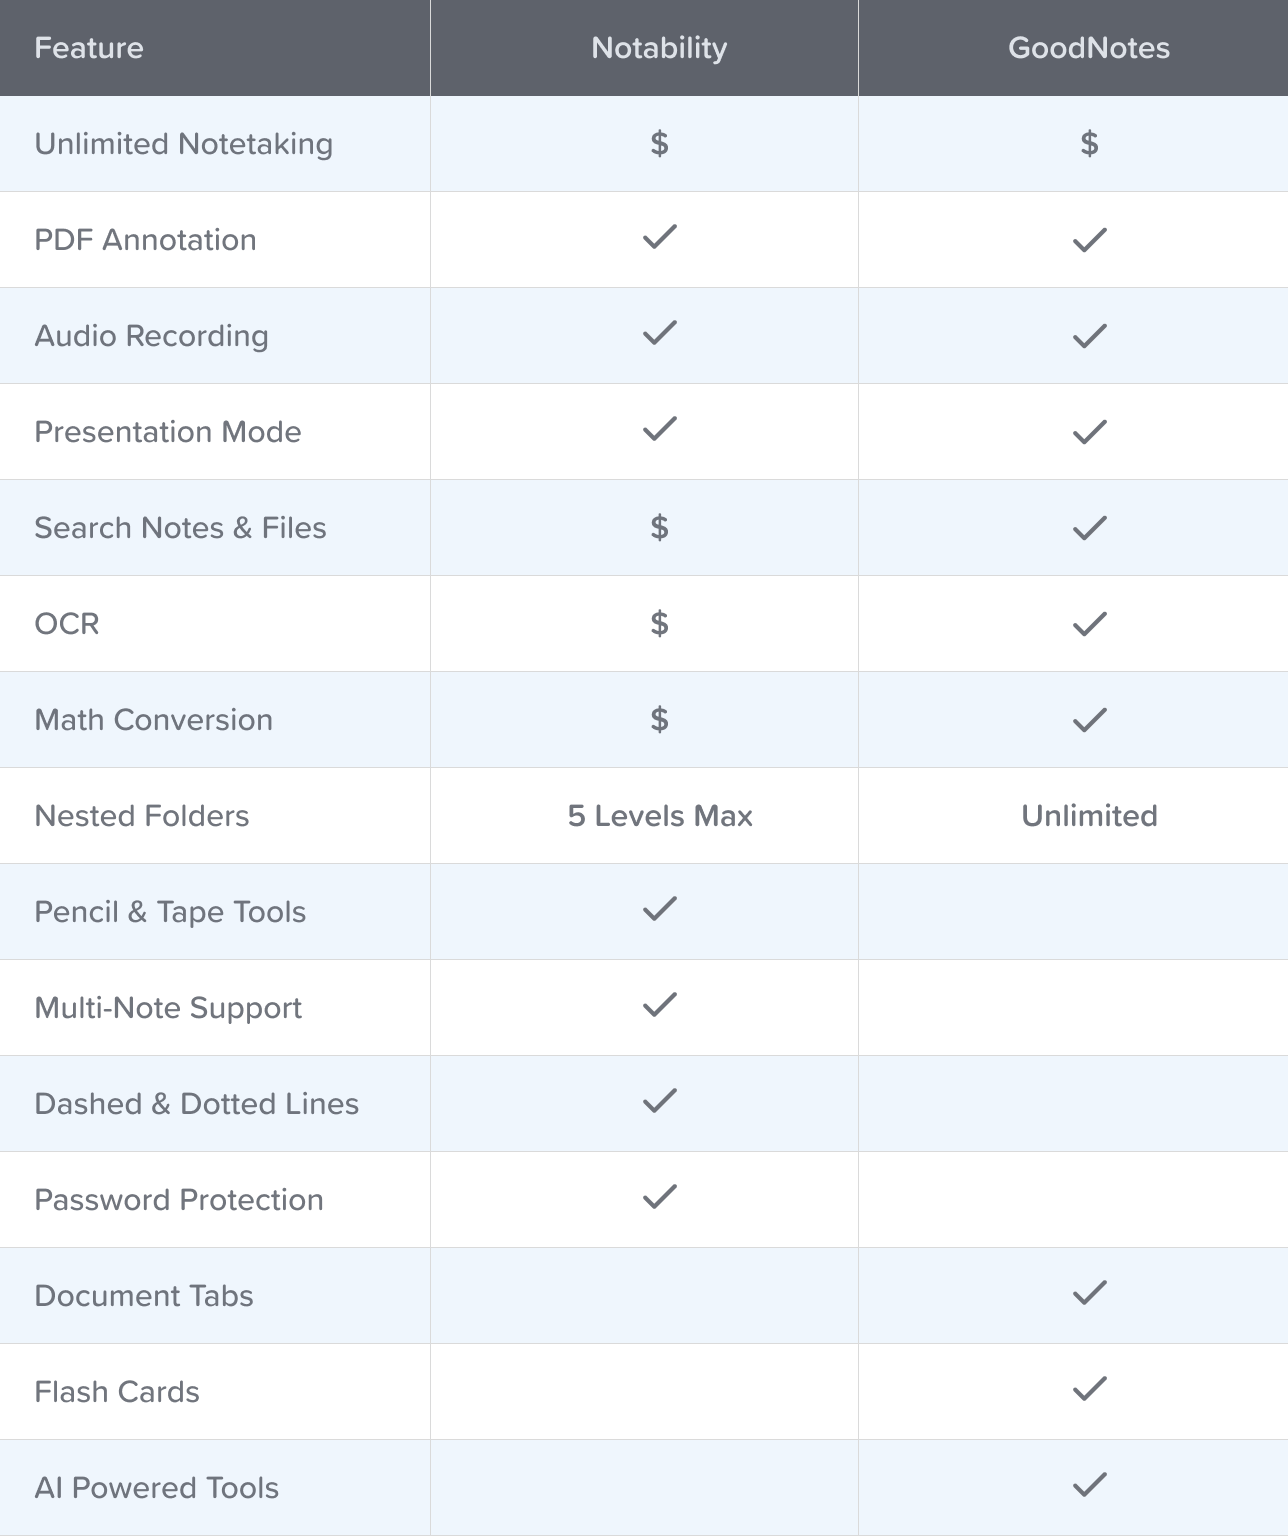 Feature Notability GoodNotes
Unlimited Notetaking $ $
PDF Annotation ✓ ✓
Audio Recording ✓ ✓
Presentation Mode ✓ ✓
Search Notes & Files $ ✓
OCR $ ✓
Math Conversion $ ✓
Nested Folders 5 Levels Max Unlimited
Pencil & Tape Tools ✓
Multi-Note Support ✓
Dashed & Dotted Lines ✓
Password Protection ✓
Document Tabs ✓
Flash Cards ✓
AI Powered Tools ✓